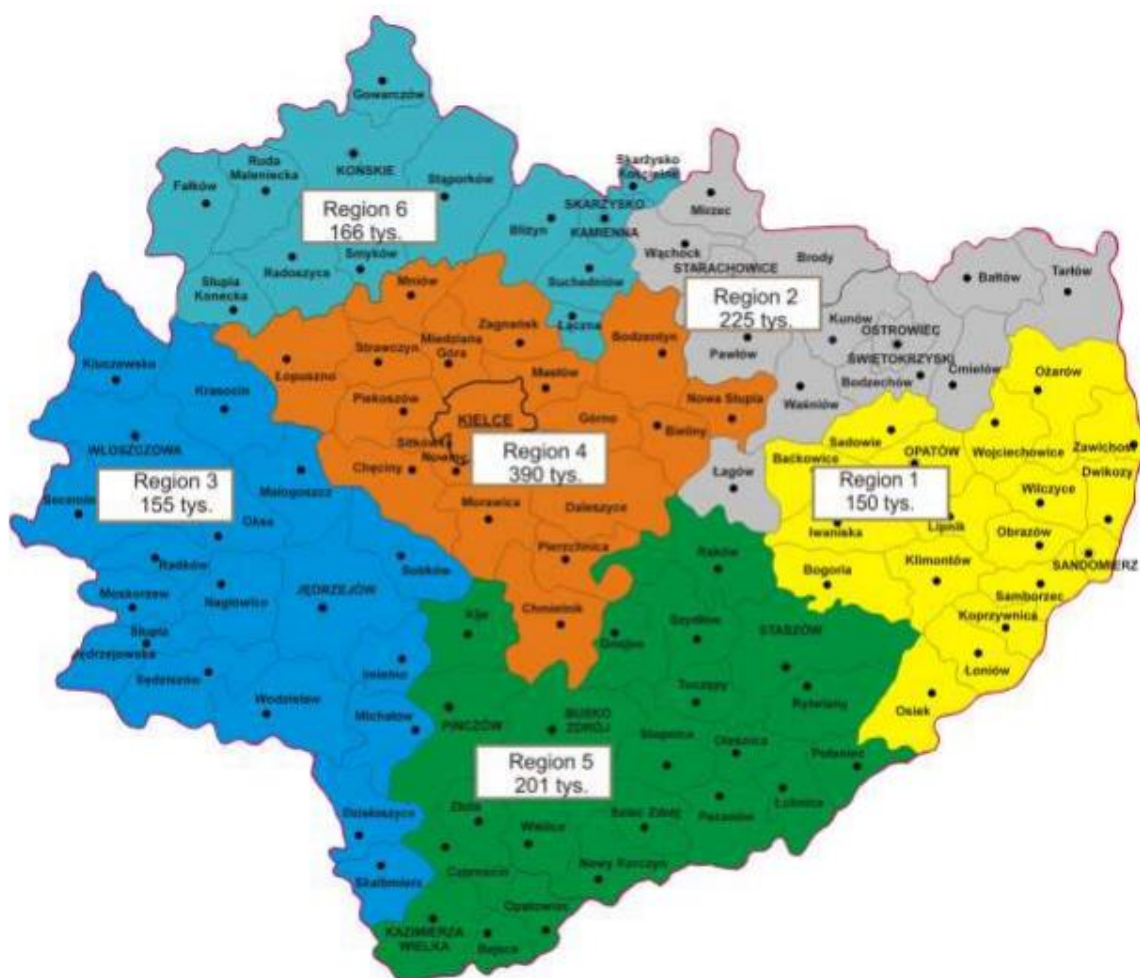 Gowarczów
Ruda
Maleniecka
KOŃSKIE
Fałków
Stąporków
Skarżysko
Kościelne
SKARŻYSKO
KAMIENNA
Bliżyn
Mirzec
Region 6
166 tys.
Smyków
Radoszyce
Słupia
Konecka
Suchedniów
Łączna
Wąchock
STARACHOWICE
Brody
Bałtów
Tarłów
Region 2
225 tys.
Kunów
OSTROWIEC
ŚWIĘTOKRZYSKI
Pawłów
Bodzechów
Ćmielów
Waśniów
Mniów
Zagnańsk
Bodzentyn
Miedziana
Góra
Strawczyn
Łopuszno
Masłów
Piekoszów
KIELCE
Górno
Nowa Słupia
Bieliny
Sitkówka
Nowiny
Chęciny
Region 4
390 tys.
Łagów
Morawica
Daleszyce
Pierzchnica
Chmielnik
Kluczewsko
Krasocin
WŁOSZCZOWA
Region 3
155 tys.
Małogoszcz
Secemin
Oksa
Radków
Sobków
Moskorzew
Nagłowice
JĘDRZEJÓW
Słupia
Jędrzejowska
Sędziszów
Imielno
Wodzisław
Michałów
Działoszyce
Skalbmierz
Ożarów
Sadowie
OPATÓW
Wojciechowice
Zawichost
Baćkowice
Dwikozy
Region 1
150 tys.
Wilczyce
Iwaniska
Lipnik
Obrazów
Klimontów
SANDOMIERZ
Bogoria
Samborzec
Koprzywnica
Łoniów
Osiek
Raków
Kije
Gnojno
Szydłów
STASZÓW
Tuczępy
Rytwiany
PIŃCZÓW
BUSKO
ZDRÓJ
Stopnica
Oleśnica
Połaniec
Region 5
201 tys.
Łubnice
Pacanów
Złota
Wiślica
Solec Zdrój
Czarnocin
Nowy Korczyn
Opatowiec
KAZIMIERZA
WIELKA
Bejsce